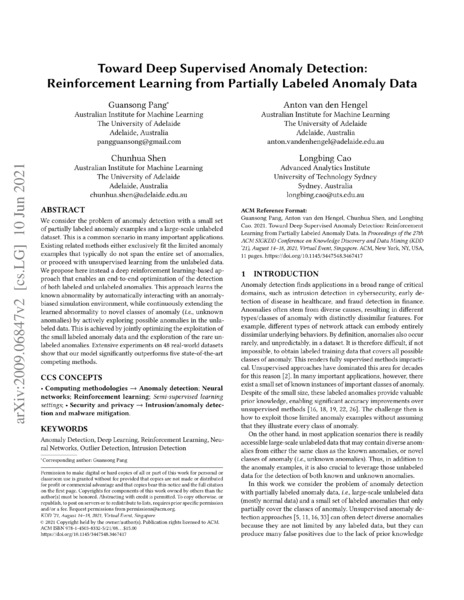 Toward Deep Supervised Anomaly Detection:
Reinforcement Learning from Partially Labeled Anomaly Data
Guansong Pang*
Australian Institute for Machine Learning
The University of Adelaide
Adelaide, Australia
pangguansong@gmail.com
Anton van den Hengel
Australian Institute for Machine Learning
The University of Adelaide
Adelaide, Australia
anton.vandenhengel@adelaide.edu.au
Chunhua Shen
Australian Institute for Machine Learning
The University of Adelaide
Adelaide, Australia
chunhua.shen@adelaide.edu.au
Longbing Cao
Advanced Analytics Institute
University of Technology Sydney
Sydney, Australia
longbing.cao@uts.edu.au
arXiv:2009.06847v2 [cs.LG] 10 Jun 2021
ABSTRACT
We consider the problem of anomaly detection with a small set
of partially labeled anomaly examples and a large-scale unlabeled
dataset. This is a common scenario in many important applications.
Existing related methods either exclusively fit the limited anomaly
examples that typically do not span the entire set of anomalies,
or proceed with unsupervised learning from the unlabeled data.
We propose here instead a deep reinforcement learning-based ap-
proach that enables an end-to-end optimization of the detection
of both labeled and unlabeled anomalies. This approach learns the
known abnormality by automatically interacting with an anomaly-
biased simulation environment, while continuously extending the
learned abnormality to novel classes of anomaly (i.e., unknown
anomalies) by actively exploring possible anomalies in the unla-
beled data. This is achieved by jointly optimizing the exploitation of
the small labeled anomaly data and the exploration of the rare un-
labeled anomalies. Extensive experiments on 48 real-world datasets
show that our model significantly outperforms five state-of-the-art
competing methods.
CCS CONCEPTS
• Computing methodologies → Anomaly detection; Neural
networks; Reinforcement learning; Semi-supervised learning
settings; • Security and privacy → Intrusion/anomaly detec-
tion and malware mitigation.
KEYWORDS
Anomaly Detection, Deep Learning, Reinforcement Learning, Neu-
ral Networks, Outlier Detection, Intrusion Detection
*Corresponding author: Guansong Pang
Permission to make digital or hard copies of all or part of this work for personal or
classroom use is granted without fee provided that copies are not made or distributed
for profit or commercial advantage and that copies bear this notice and the full citation
on the first page. Copyrights for components of this work owned by others than the
author(s) must be honored. Abstracting with credit is permitted. To copy otherwise, or
republish, to post on servers or to redistribute to lists, requires prior specific permission
and/or a fee. Request permissions from permissions@acm.org.
KDD '21, August 14–18, 2021, Virtual Event, Singapore
© 2021 Copyright held by the owner/author(s). Publication rights licensed to ACM.
ACM ISBN 978-1-4503-8332-5/21/08... $15.00
https://doi.org/10.1145/3447548.3467417
ACM Reference Format:
Guansong Pang, Anton van den Hengel, Chunhua Shen, and Longbing
Cao. 2021. Toward Deep Supervised Anomaly Detection: Reinforcement
Learning from Partially Labeled Anomaly Data. In Proceedings of the 27th
ACM SIGKDD Conference on Knowledge Discovery and Data Mining (KDD
'21), August 14–18, 2021, Virtual Event, Singapore. ACM, New York, NY, USA,
11 pages. https://doi.org/10.1145/3447548.3467417
1 INTRODUCTION
Anomaly detection finds applications in a broad range of critical
domains, such as intrusion detection in cybersecurity, early de-
tection of disease in healthcare, and fraud detection in finance.
Anomalies often stem from diverse causes, resulting in different
types/classes of anomaly with distinctly dissimilar features. For
example, different types of network attack can embody entirely
dissimilar underlying behaviors. By definition, anomalies also occur
rarely, and unpredictably, in a dataset. It is therefore difficult, if not
impossible, to obtain labeled training data that covers all possible
classes of anomaly. This renders fully supervised methods impracti-
cal. Unsupervised approaches have dominated this area for decades
for this reason [2]. In many important applications, however, there
exist a small set of known instances of important classes of anomaly.
Despite of the small size, these labeled anomalies provide valuable
prior knowledge, enabling significant accuracy improvements over
unsupervised methods [16, 18, 19, 22, 26]. The challenge then is
how to exploit those limited anomaly examples without assuming
that they illustrate every class of anomaly.
On the other hand, in most application scenarios there is readily
accessible large-scale unlabeled data that may contain diverse anom-
alies from either the same class as the known anomalies, or novel
classes of anomaly (i.e., unknown anomalies). Thus, in addition to
the anomaly examples, it is also crucial to leverage those unlabeled
data for the detection of both known and unknown anomalies.
In this work we consider the problem of anomaly detection
with partially labeled anomaly data, i.e., large-scale unlabeled data
(mostly normal data) and a small set of labeled anomalies that only
partially cover the classes of anomaly. Unsupervised anomaly de-
tection approaches [5, 11, 16, 33] can often detect diverse anomalies
because they are not limited by any labeled data, but they can
produce many false positives due to the lack of prior knowledge